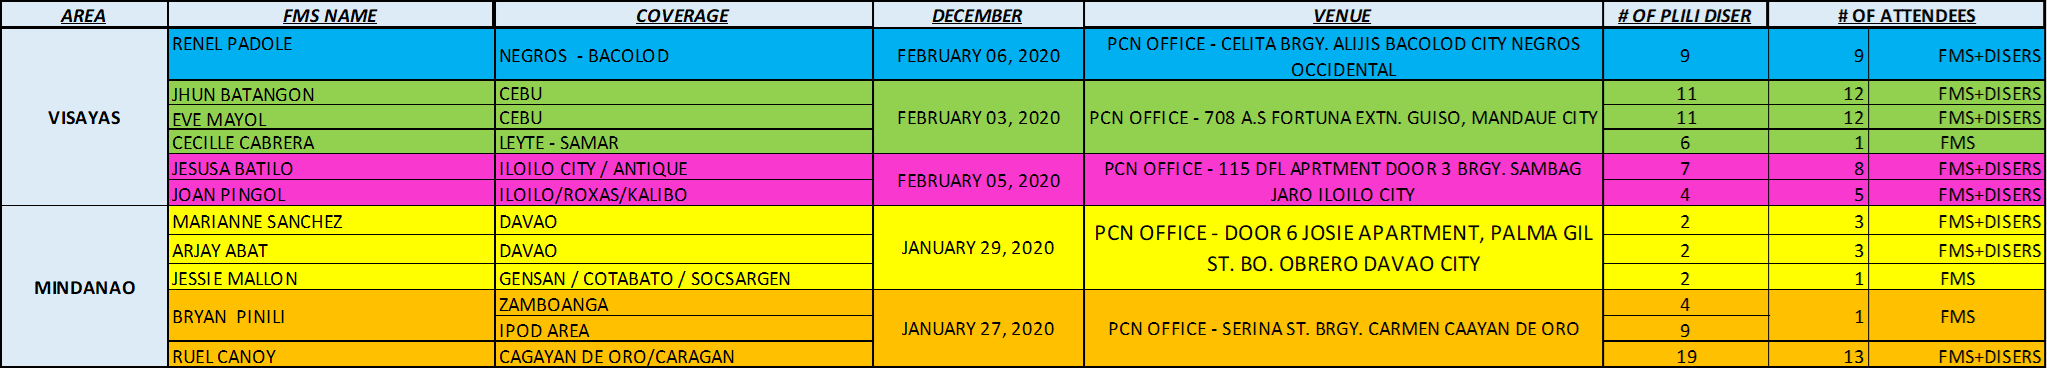 AREA FMS NAME COVERAGE DECEMBER VENUE # OF PLILI DISER # OF ATTENDEES
VISAYAS
RENEL PADOLE NEGROS - BACOLOD FEBRUARY 06, 2020 PCN OFFICE - CELITA BRGY. ALIJIS BACOLOD CITY NEGROS
OCCIDENTAL 9 9 FMS+DISERS
JHUN BATANGON CEBU 11 12 FMS+DISERS
EVE MAYOL CEBU FEBRUARY 03, 2020 PCN OFFICE - 708 A.S FORTUNA EXTN. GUISO, MANDAUE CITY 11 12 FMS+DISERS
CECILLE CABRERA LEYTE - SAMAR 6 1 FMS
JESUSA BATILO ILOILO CITY / ANTIQUE FEBRUARY 05, 2020 PCN OFFICE - 115 DFL APRTMENT DOOR 3 BRGY. SAMBAG 7 8 FMS+DISERS
JOAN PINGOL ILOILO/ROXAS/KALIBO JARO ILOILO CITY 4 5 FMS+DISERS
MINDANAO
MARIANNE SANCHEZ DAVAO 2 3 FMS+DISERS
ARJAY ABAT DAVAO JANUARY 29, 2020 PCN OFFICE - DOOR 6 JOSIE APARTMENT, PALMA GIL 2 3 FMS+DISERS
JESSIE MALLON GENSAN / COTABATO / SOCSARGEN ST. BO. OBRERO DAVAO CITY 2 1 FMS
BRYAN PINILI ZAMBOANGA 4 1 FMS
IPOD AREA JANUARY 27, 2020 PCN OFFICE - SERINA ST. BRGY. CARMEN CAAYAN DE ORO 9
RUEL CANOY CAGAYAN DE ORO/CARAGAN 19 13 FMS+DISERS